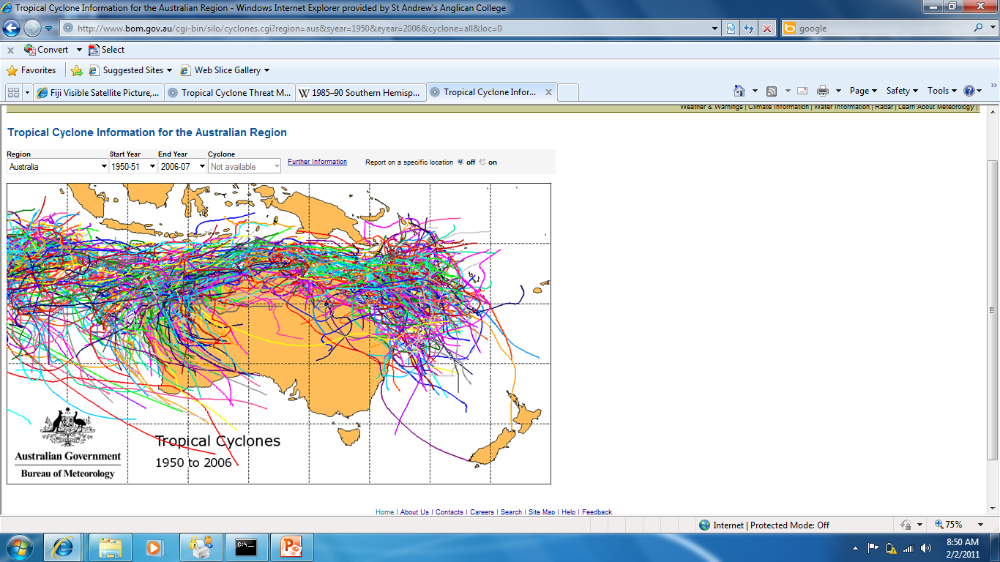 Tropical Cyclone Information for the Australian Region - Windows Internet Explorer provided by St Andrew's Anglican College
http://www.bom.gov.au/cgi-bin/silo/cyclones.cgi?region=aus&syear=1950&eyear=2006&cyclone=all&loc=0
google
x Convert Select
Favorites Suggested Sites Web Slice Gallery
Fiji Visible Satellite Picture,... Tropical Cyclone Threat M... W 1985–90 Southern Hemisp... Tropical Cyclone Infor... x Page Safety Tools »
Weather & Warnings | Climate Information | Water Information | Radar | Learn About Meteorology |
Tropical Cyclone Information for the Australian Region
Region Start Year End Year Cyclone
Australia 1950-51 2006-07 Not available Further Information Report on a specific location off on
Tropical Cyclones
1950 to 2006
Australian Government
Bureau of Meteorology
Home | About Us | Contacts | Careers | Search | Site Map | Help | Feedback
Internet | Protected Mode: Off 75%
C:\
8:50 AM
2/2/2011